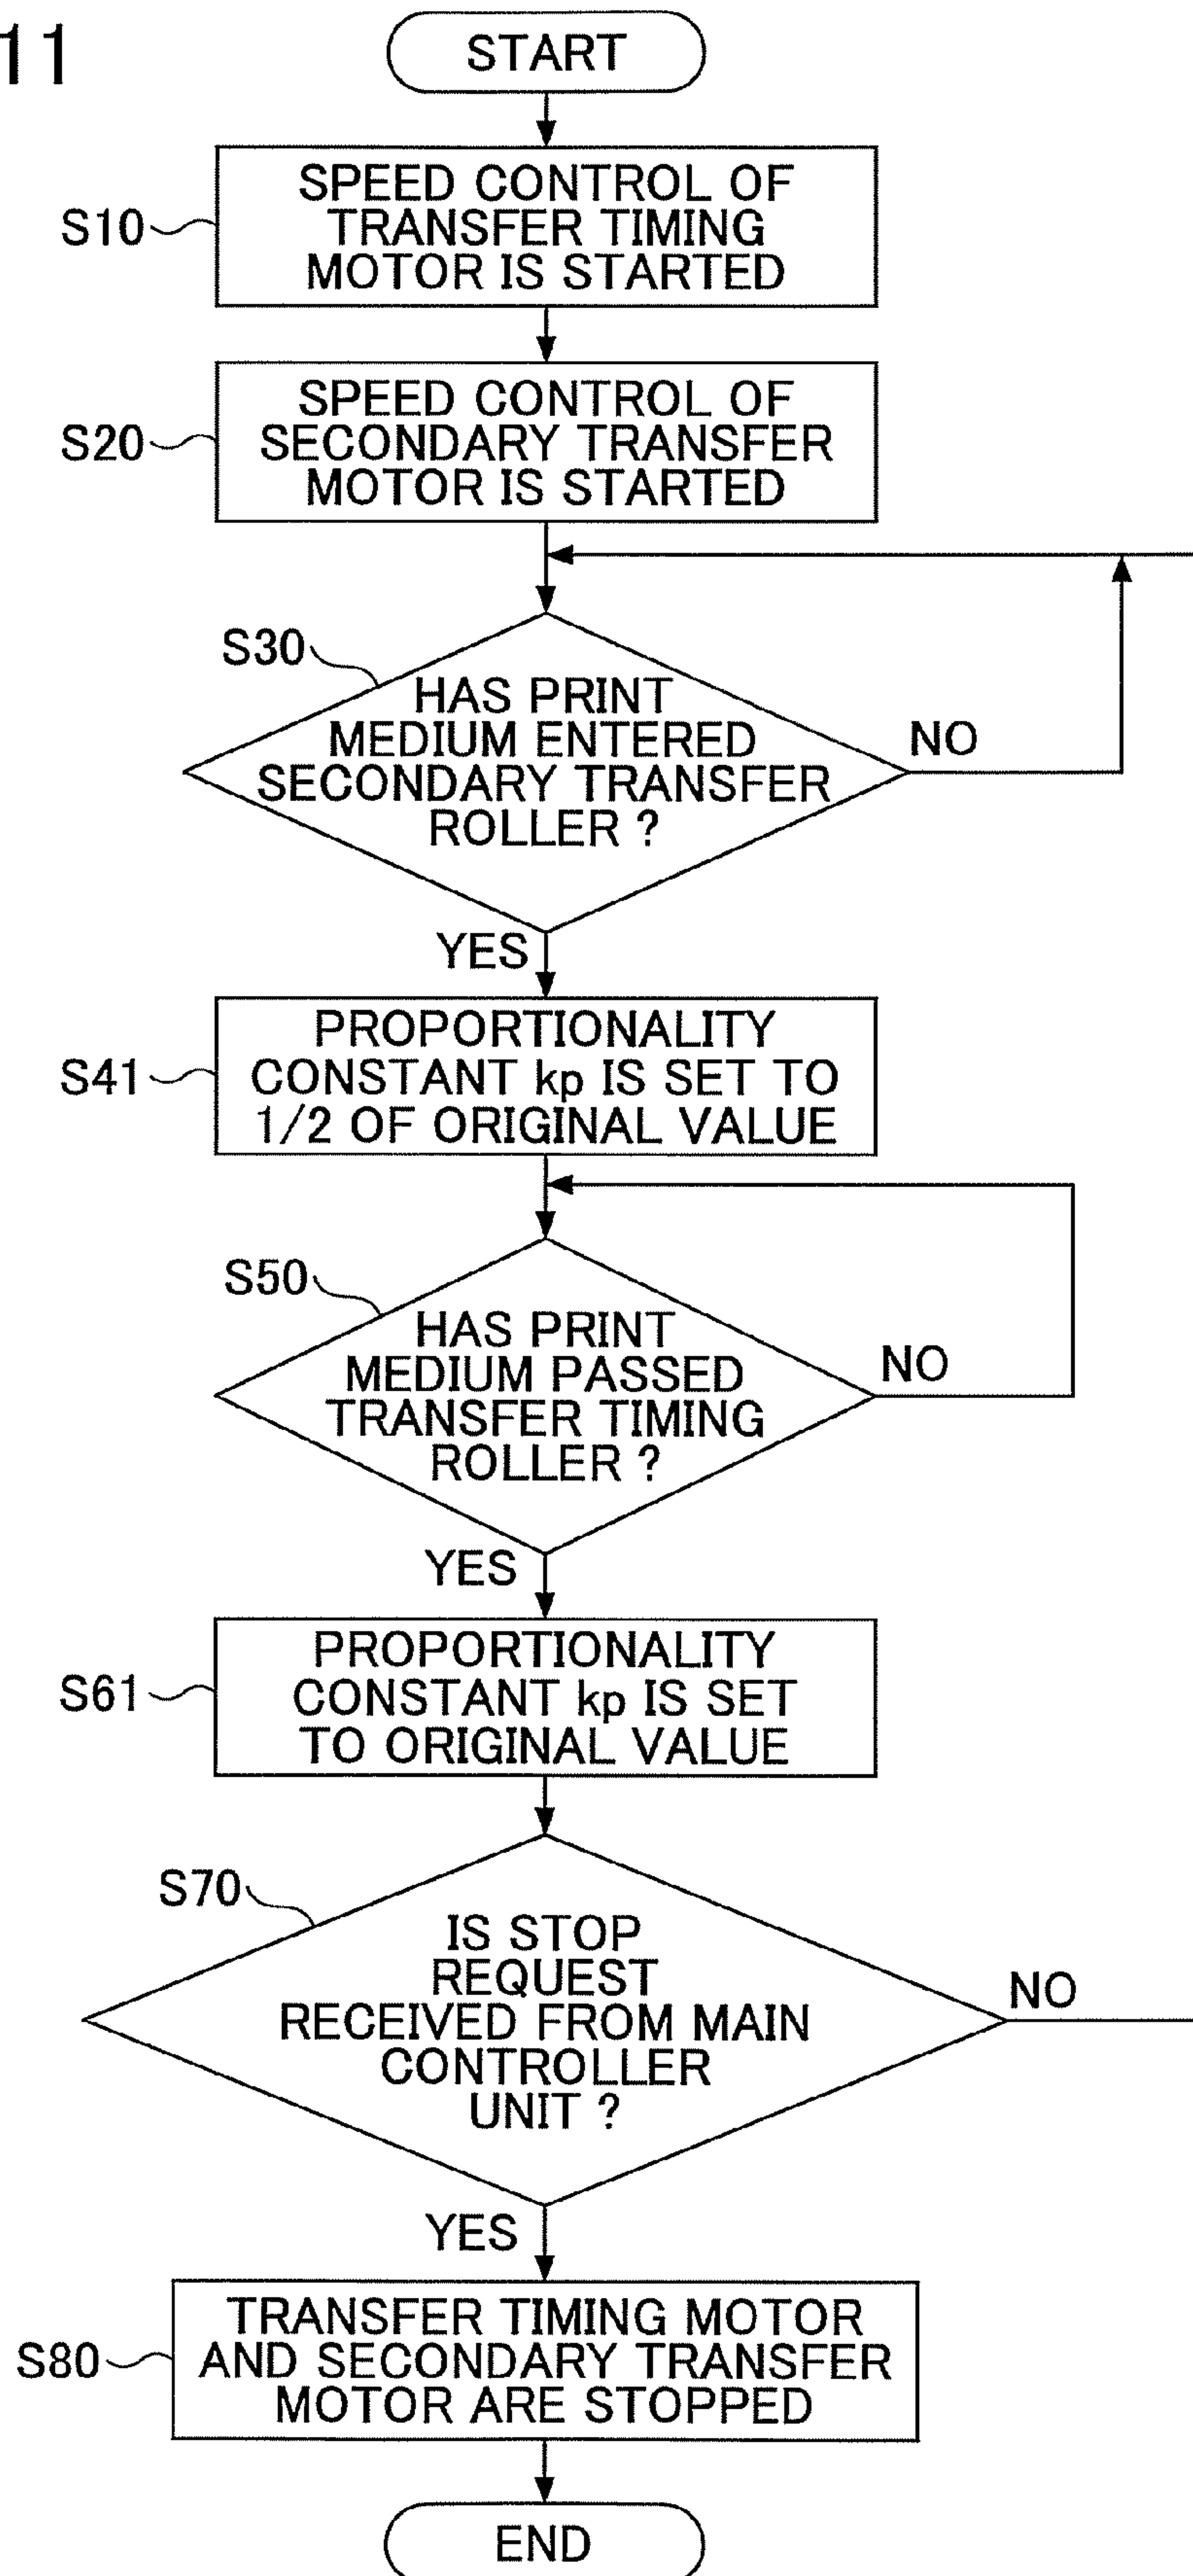 11
START
S10
SPEED CONTROL OF
TRANSFER TIMING
MOTOR IS STARTED
S20
SPEED CONTROL OF
SECONDARY TRANSFER
MOTOR IS STARTED
S30
HAS PRINT
MEDIUM ENTERED
SECONDARY TRANSFER
ROLLER ?
NO
YES
S41
PROPORTIONALITY
CONSTANT kp IS SET TO
1/2 OF ORIGINAL VALUE
S50
HAS PRINT
MEDIUM PASSED
TRANSFER TIMING
ROLLER ?
NO
YES
S61
PROPORTIONALITY
CONSTANT kp IS SET
TO ORIGINAL VALUE
S70
IS STOP
REQUEST
RECEIVED FROM MAIN
CONTROLLER
UNIT ?
NO
YES
S80
TRANSFER TIMING MOTOR
AND SECONDARY TRANSFER
MOTOR ARE STOPPED
END